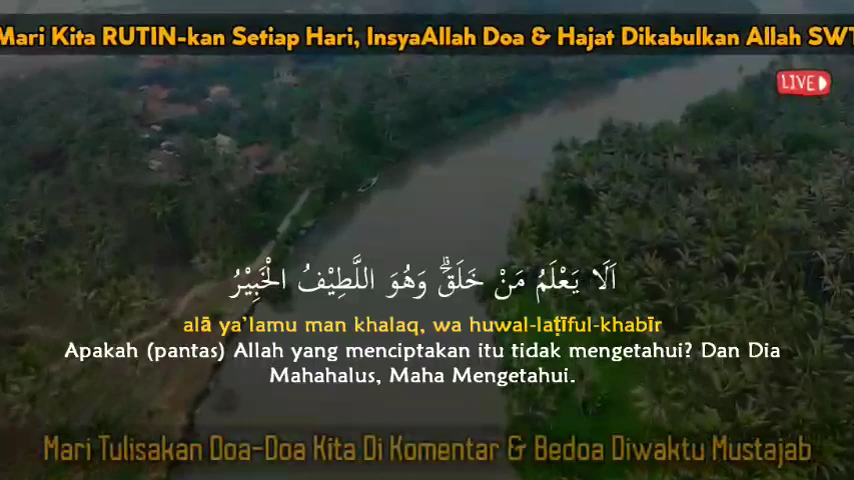 Mari Kita RUTIN-kan Setiap Hari, InsyaAllah Doa & Hajat Dikabulkan Allah SWT
LIVE
اَلَا يَعْلَمُ مَنْ خَلَقَۗ وَهُوَ اللَّطِيْفُ الْخَبِيْرُ
alā ya'lamu man khalaq, wa huwal-laṭīful-khabīr
Apakah (pantas) Allah yang menciptakan itu tidak mengetahui? Dan Dia
Mahahalus, Maha Mengetahui.
Mari Tulisakan Doa-Doa Kita Di Komentar & Bedoa Diwaktu Mustajab